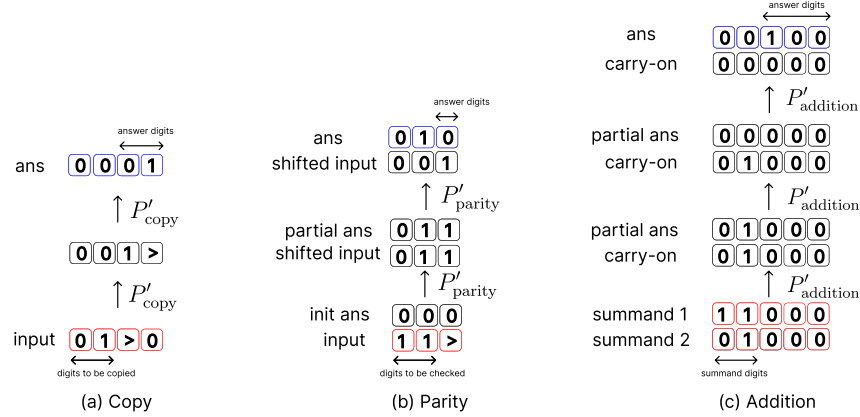 answer digits
ans 0 0 0 1
P′copy
0 0 1 >
P′copy
input 0 1 > 0
digits to be copied
(a) Copy
answer digits
ans 0 1 0
shifted input 0 0 1
P′parity
partial ans 0 1 1
shifted input 0 1 1
P′parity
init ans 0 0 0
input 1 1 >
digits to be checked
(b) Parity
answer digits
ans 0 0 1 0 0
carry-on 0 0 0 0 0
P′addition
partial ans 0 0 0 0 0
carry-on 0 1 0 0 0
P′addition
partial ans 0 1 0 0 0
carry-on 0 1 0 0 0
P′addition
summand 1 1 1 0 0 0
summand 2 0 1 0 0 0
summand digits
(c) Addition